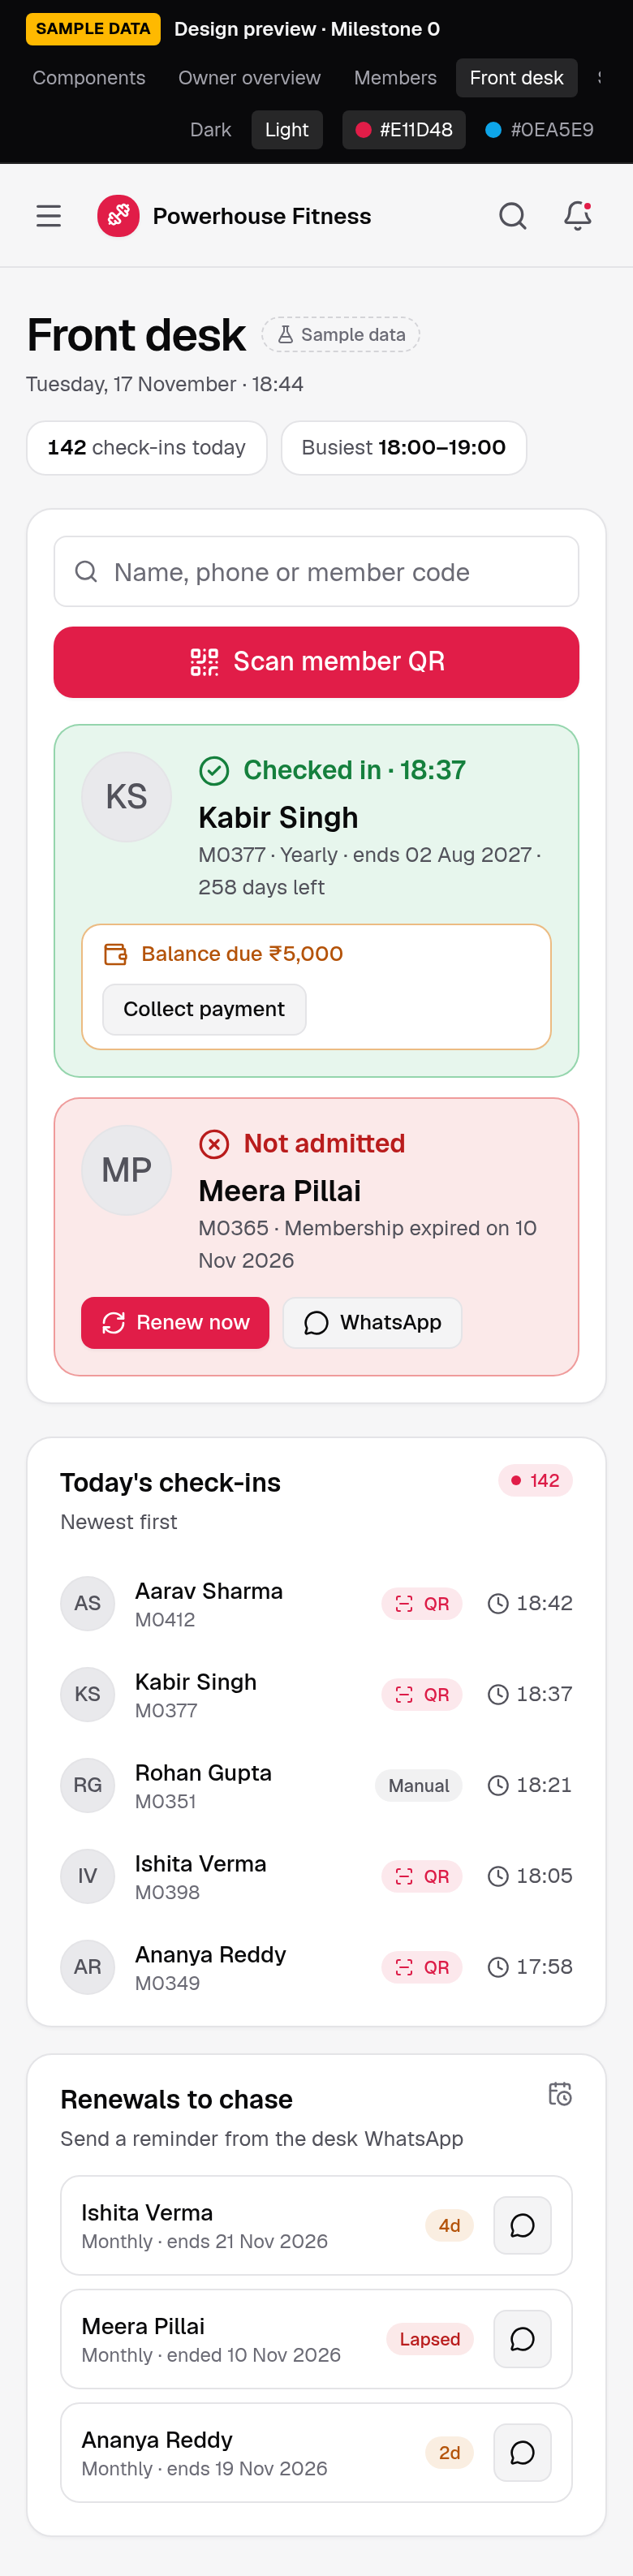 SAMPLE DATA Design preview · Milestone 0
Components Owner overview Members Front desk
Dark Light #E11D48 #0EA5E9
Powerhouse Fitness
Front desk Sample data
Tuesday, 17 November · 18:44
142 check-ins today Busiest 18:00–19:00
Name, phone or member code
Scan member QR
KS
Checked in · 18:37
Kabir Singh
M0377 · Yearly · ends 02 Aug 2027 ·
258 days left
Balance due ₹5,000
Collect payment
MP
Not admitted
Meera Pillai
M0365 · Membership expired on 10
Nov 2026
Renew now WhatsApp
Today's check-ins 142
Newest first
AS Aarav Sharma QR 18:42
M0412
KS Kabir Singh QR 18:37
M0377
RG Rohan Gupta Manual 18:21
M0351
IV Ishita Verma QR 18:05
M0398
AR Ananya Reddy QR 17:58
M0349
Renewals to chase
Send a reminder from the desk WhatsApp
Ishita Verma 4d
Monthly · ends 21 Nov 2026
Meera Pillai Lapsed
Monthly · ended 10 Nov 2026
Ananya Reddy 2d
Monthly · ends 19 Nov 2026